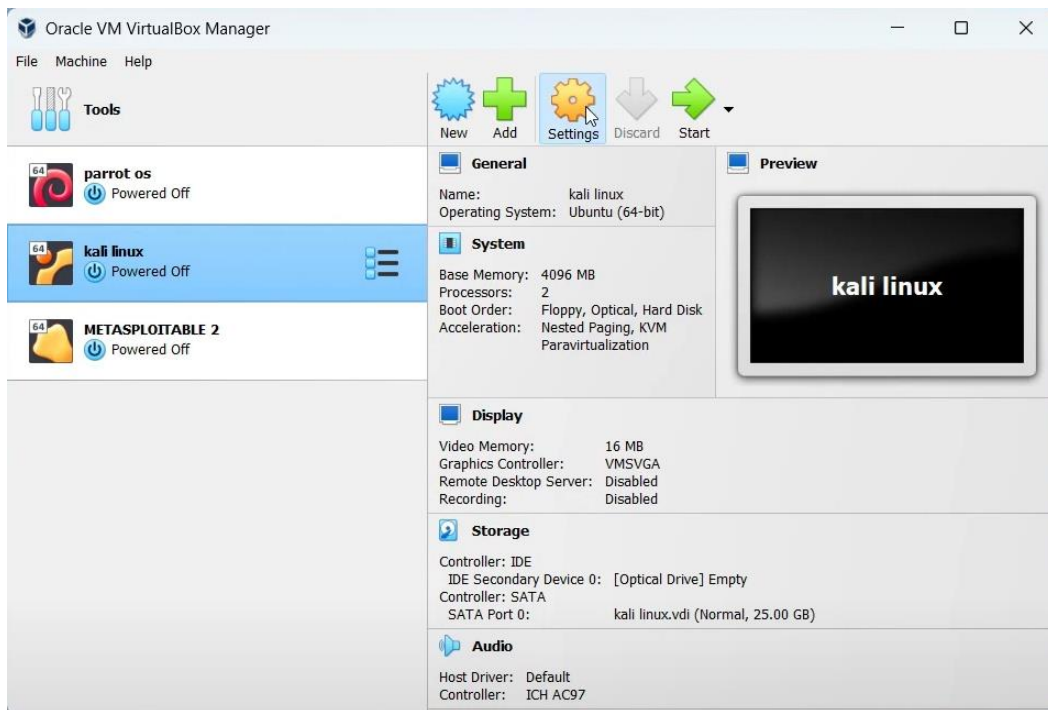 Oracle VM VirtualBox Manager
File Machine Help
Tools
New Add Settings Discard Start
64 parrot os
Powered Off
64 kali linux
Powered Off
64 METASPLOITABLE 2
Powered Off
General
Name: kali linux
Operating System: Ubuntu (64-bit)
Preview
kali linux
System
Base Memory: 4096 MB
Processors: 2
Boot Order: Floppy, Optical, Hard Disk
Acceleration: Nested Paging, KVM
Paravirtualization
Display
Video Memory: 16 MB
Graphics Controller: VMSVGA
Remote Desktop Server: Disabled
Recording: Disabled
Storage
Controller: IDE
IDE Secondary Device 0: [Optical Drive] Empty
Controller: SATA
SATA Port 0: kali linux.vdi (Normal, 25.00 GB)
Audio
Host Driver: Default
Controller: ICH AC97